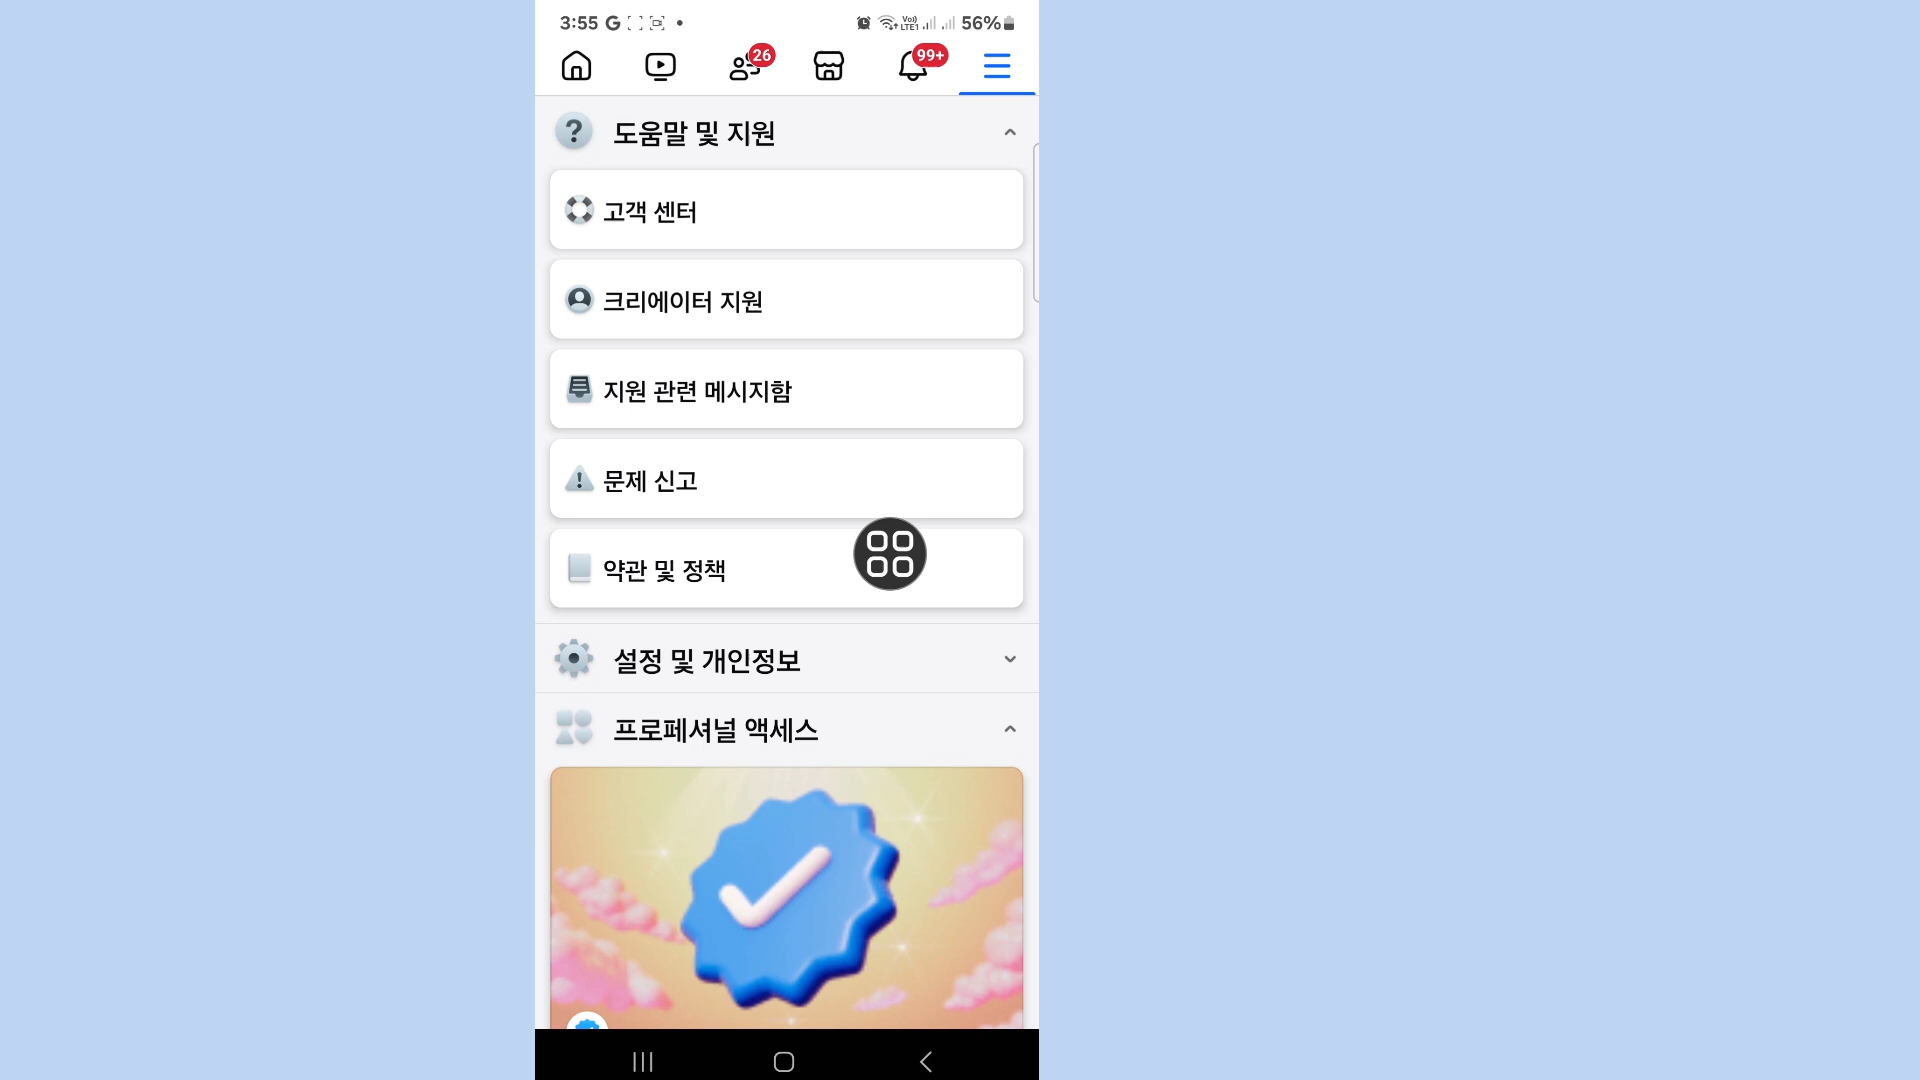 3:55 G 56%
Vo)) LTE1
26
99+
도움말 및 지원
고객 센터
크리에이터 지원
지원 관련 메시지함
문제 신고
약관 및 정책
설정 및 개인정보
프로페셔널 액세스